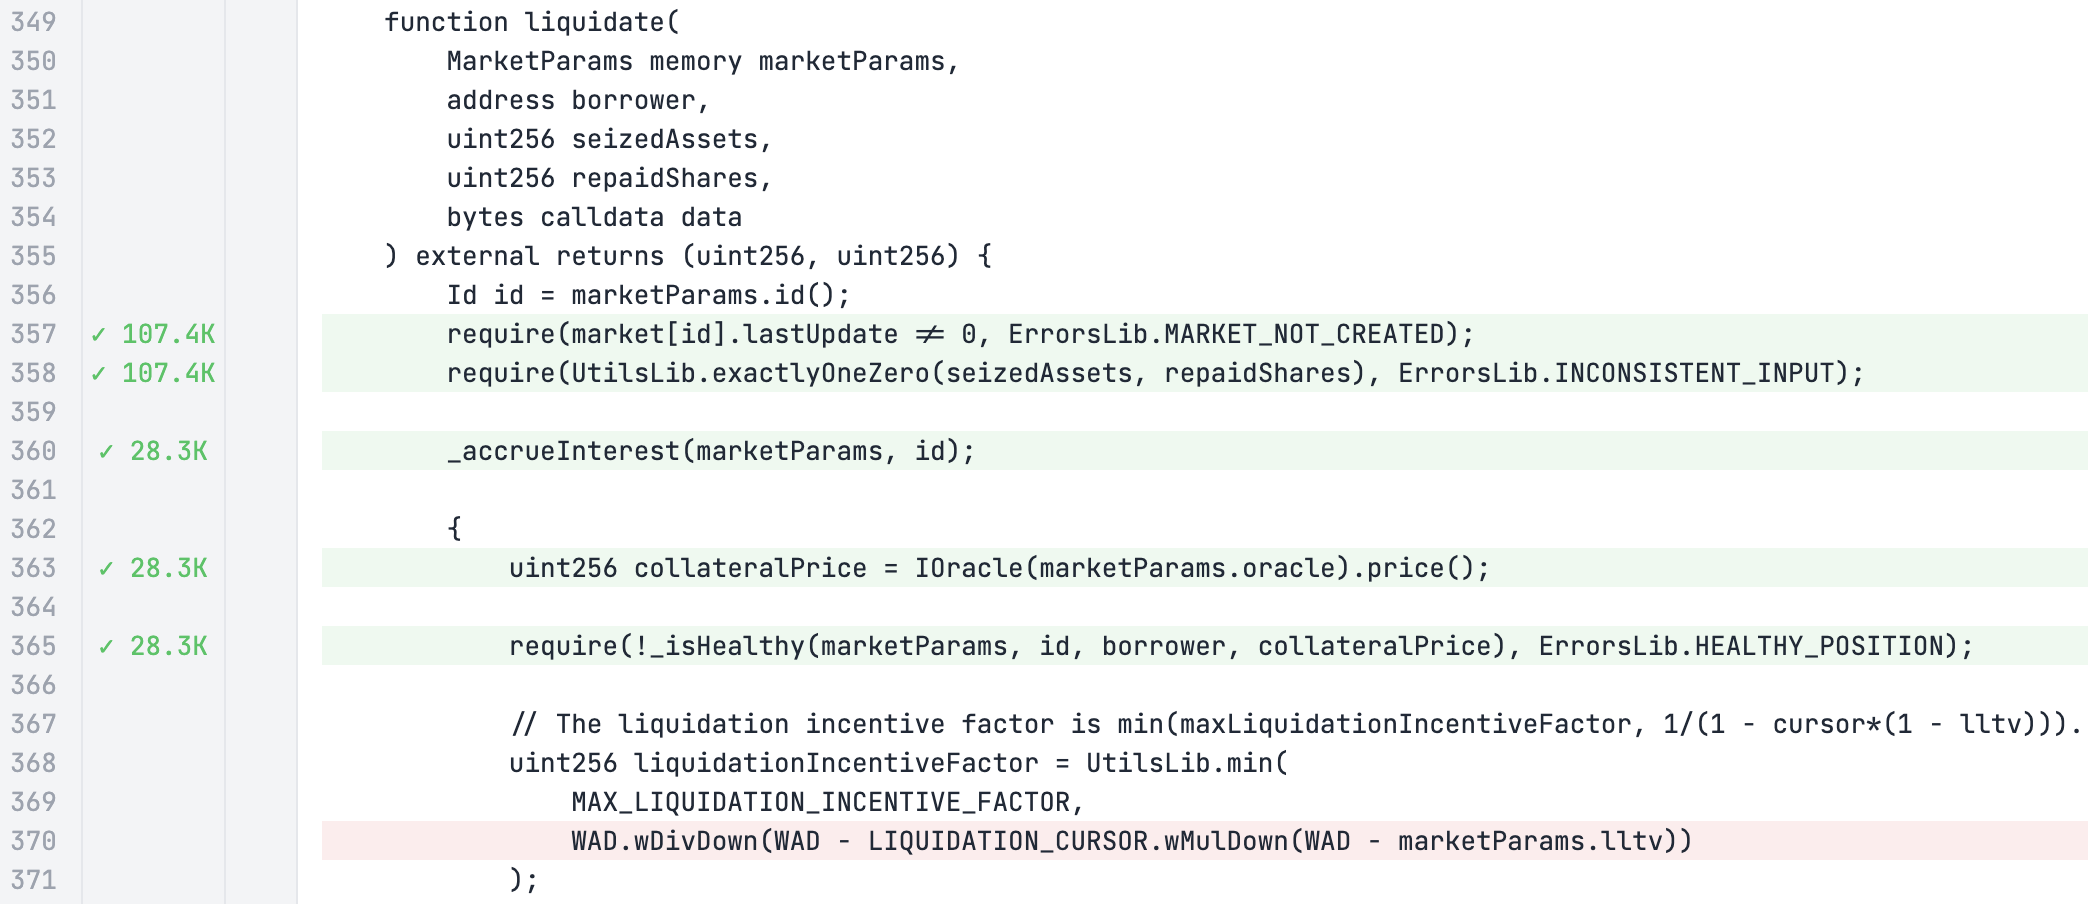 349 function liquidate(
350 MarketParams memory marketParams,
351 address borrower,
352 uint256 seizedAssets,
353 uint256 repaidShares,
354 bytes calldata data
355 ) external returns (uint256, uint256) {
356 Id id = marketParams.id();
357 ✓ 107.4K require(market[id].lastUpdate != 0, ErrorsLib.MARKET_NOT_CREATED);
358 ✓ 107.4K require(UtilsLib.exactlyOneZero(seizedAssets, repaidShares), ErrorsLib.INCONSISTENT_INPUT);
359
360 ✓ 28.3K _accrueInterest(marketParams, id);
361
362 {
363 ✓ 28.3K uint256 collateralPrice = IOracle(marketParams.oracle).price();
364
365 ✓ 28.3K require(!_isHealthy(marketParams, id, borrower, collateralPrice), ErrorsLib.HEALTHY_POSITION);
366
367 // The liquidation incentive factor is min(maxLiquidationIncentiveFactor, 1/(1 - cursor*(1 - lltv))).
368 uint256 liquidationIncentiveFactor = UtilsLib.min(
369 MAX_LIQUIDATION_INCENTIVE_FACTOR,
370 WAD.wDivDown(WAD - LIQUIDATION_CURSOR.wMulDown(WAD - marketParams.lltv))
371 );